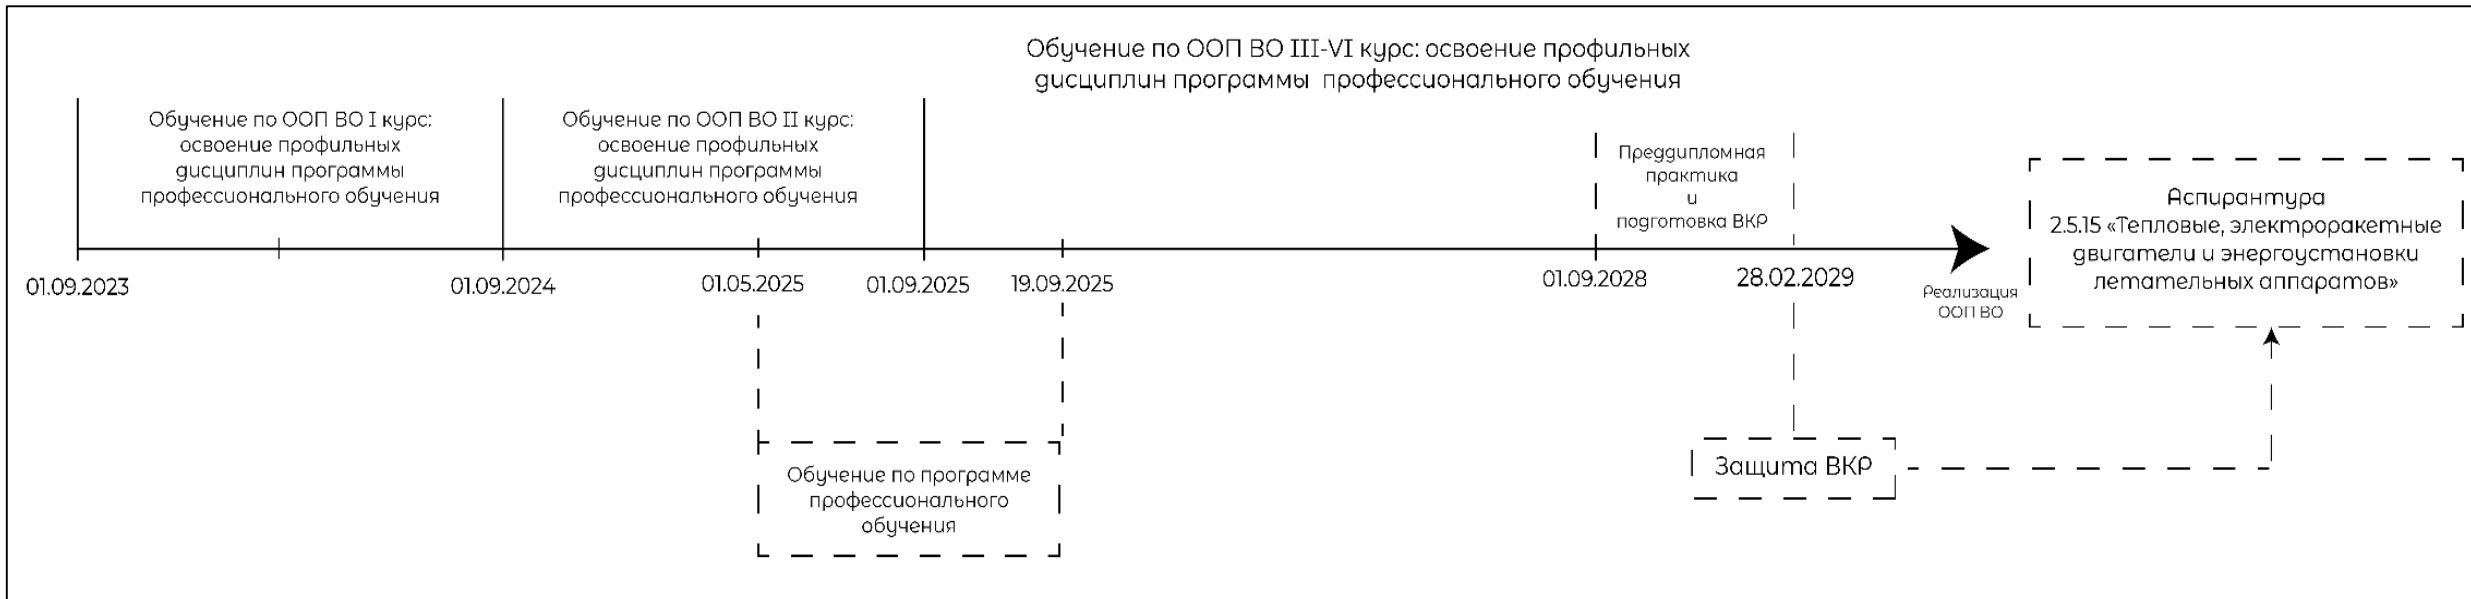 Обучение по ООП ВО III-VI курс: освоение профильных
дисциплин программы профессионального обучения
Обучение по ООП ВО I курс:
освоение профильных
дисциплин программы
профессионального обучения
Обучение по ООП ВО II курс:
освоение профильных
дисциплин программы
профессионального обучения
Преддипломная
практика
и
подготовка ВКР
Аспирантура
2.5.15 «Тепловые, электроракетные
двигатели и энергоустановки
летательных аппаратов»
01.09.2023
01.09.2024
01.05.2025
01.09.2025
19.09.2025
01.09.2028
28.02.2029
Реализация
ООП ВО
Обучение по программе
профессионального
обучения
Защита ВКР